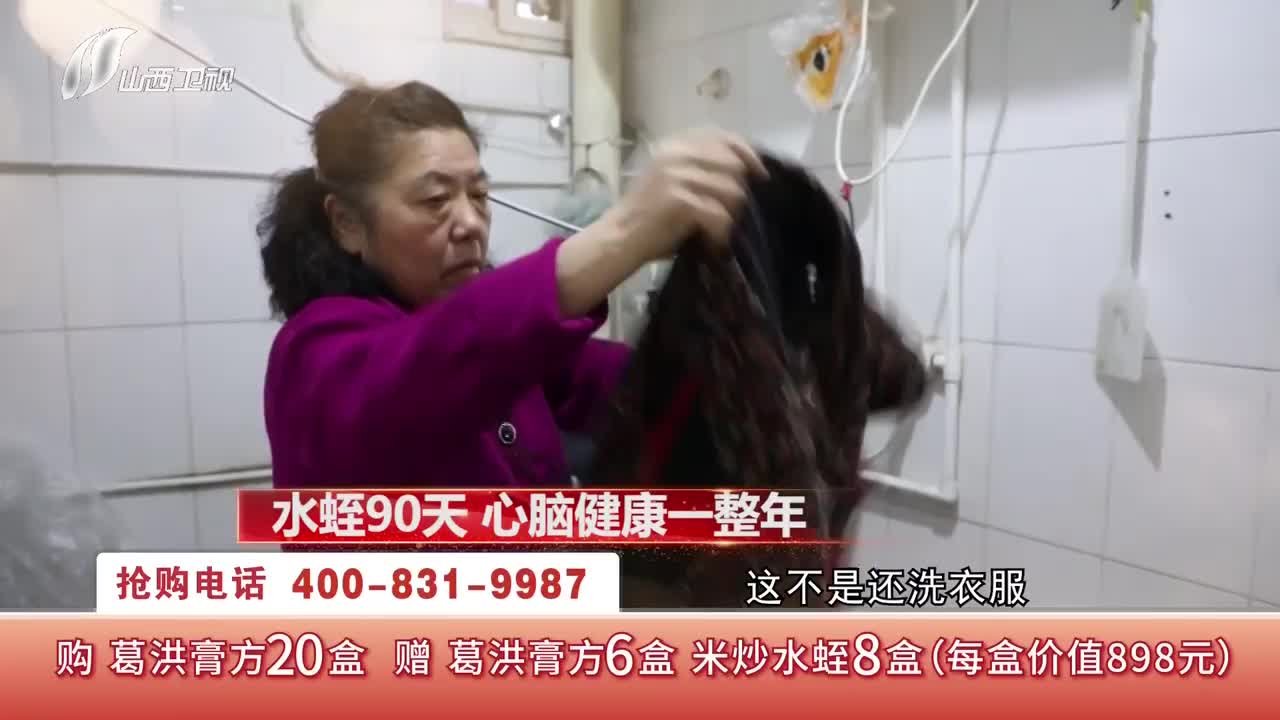 山西卫视
水蛭90天 心脑健康一整年
抢购电话 400-831-9987
这不是还洗衣服
购 葛洪膏方20盒 赠 葛洪膏方6盒 米炒水蛭8盒(每盒价值898元)